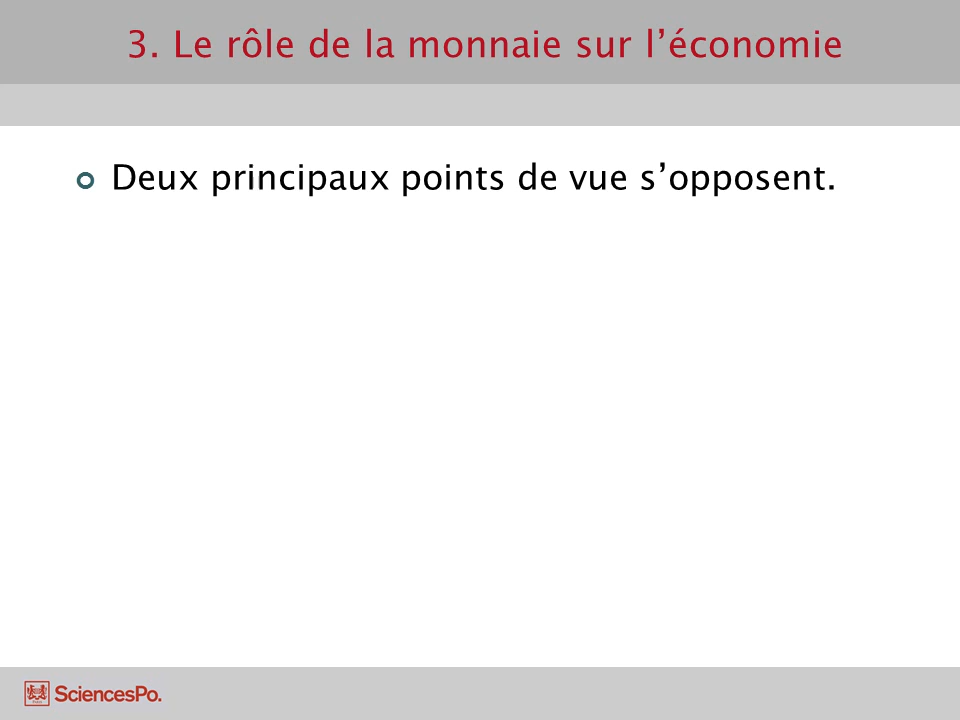 3. Le rôle de la monnaie sur l’économie
Deux principaux points de vue s’opposent.
SciencesPo.